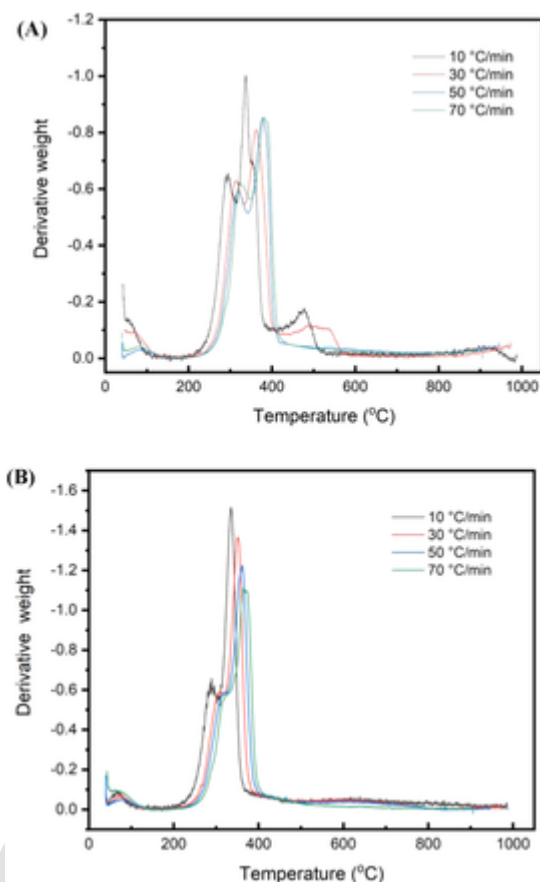 (A)
-1.2
-1.0
-0.8
-0.6
-0.4
-0.2
0.0
Derivative weight
10 °C/min
30 °C/min
50 °C/min
70 °C/min
0
200
400
600
800
1000
Temperature (°C)
(B)
-1.6
-1.4
-1.2
-1.0
-0.8
-0.6
-0.4
-0.2
0.0
Derivative weight
10 °C/min
30 °C/min
50 °C/min
70 °C/min
0
200
400
600
800
1000
Temperature (°C)